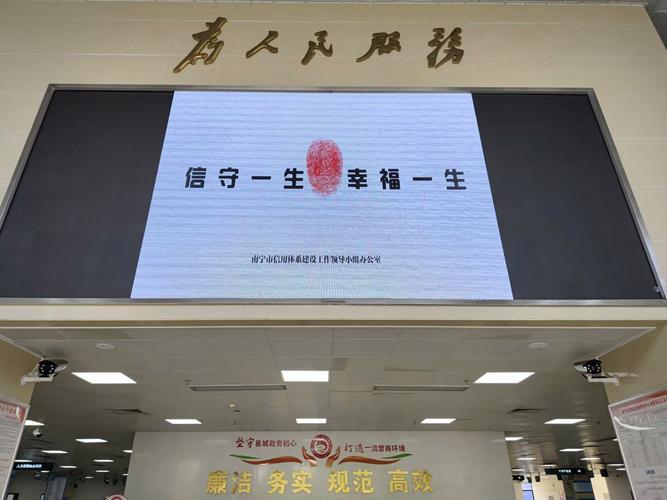 为人民服務
信守一生 幸福一生
南宁市信用体系建设工作领导小组办公室
坚守邕城政务初心 打造一流营商环境
廉洁 务实 规范 高效